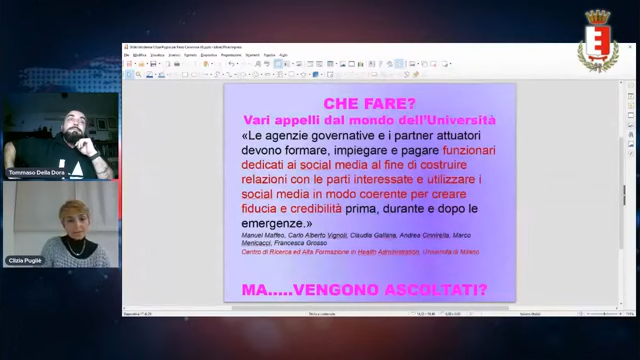 CHE FARE?
Vari appelli dal mondo dell'Università
«Le agenzie governative e i partner attuatori
devono formare, impiegare e pagare funzionari
dedicati ai social media al fine di costruire
relazioni con le parti interessate e utilizzare i
social media in modo coerente per creare
fiducia e credibilità prima, durante e dopo le
emergenze.»
Manuel Maffeo, Carlo Alberto Vignoli, Claudia Galiana, Andrea Cinnirella, Marco
Menicacci, Francesca Grosso
Centro di Ricerca ed Alta Formazione in Health Administration, Università di Milano
MA.....VENGONO ASCOLTATI?
Tommaso Della Dora
Clizia Pugliè